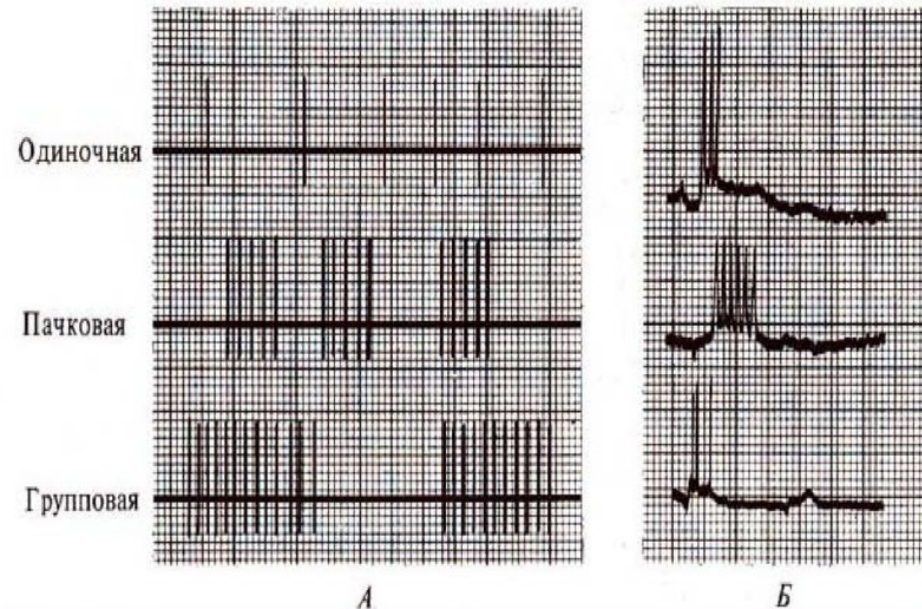 Одиночная
Пачковая
Групповая
А
Б